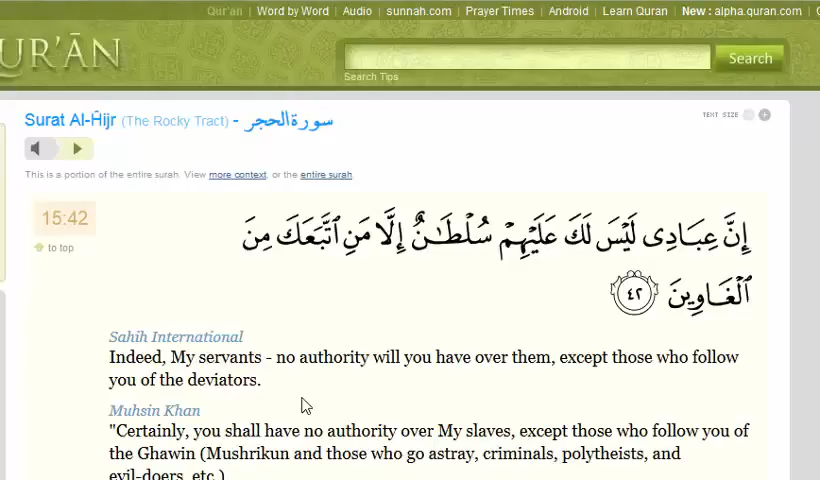 Qur'ān | Word by Word | Audio | sunnah.com | Prayer Times | Android | Learn Quran | New : alpha.quran.com |
UR'ĀN
Search
Search Tips
Surat Al-Ĥijr (The Rocky Tract) - سورة الحجر
TEXT SIZE
This is a portion of the entire surah. View more context, or the entire surah.
15:42
to top
إِنَّ عِبَادِى لَيْسَ لَكَ عَلَيْهِمْ سُلْطَـٰنٌ إِلَّا مَنِ ٱتَّبَعَكَ مِنَ
ٱلْغَاوِينَ ٤٢
Sahih International
Indeed, My servants - no authority will you have over them, except those who follow
you of the deviators.
Muhsin Khan
"Certainly, you shall have no authority over My slaves, except those who follow you of
the Ghawin (Mushrikun and those who go astray, criminals, polytheists, and
evil-doers, etc.)